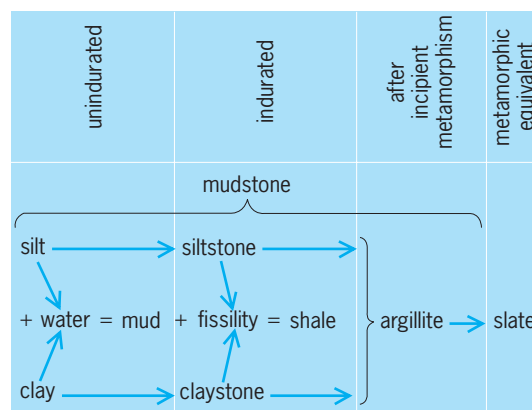 unindurated
indurated
after
incipient
metamorphism
metamorphic
equivalent
mudstone
silt siltstone
+ water = mud + fissility = shale argillite slate
clay claystone